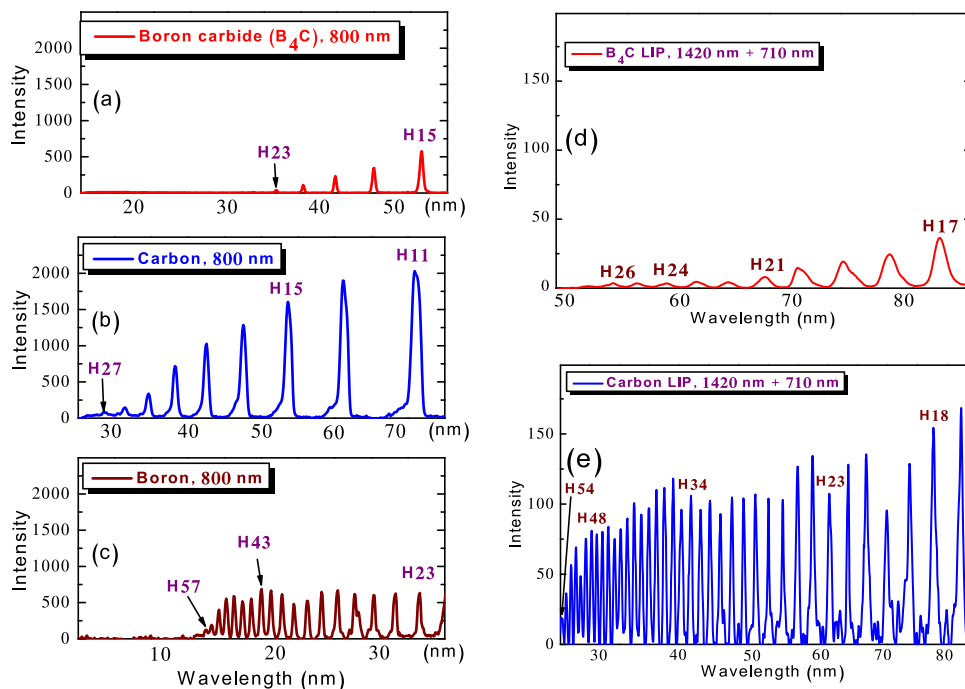 2500
2000
1500
1000
500
0
Intensity
Boron carbide (B₄C), 800 nm
(a)
H23
H15
20 30 40 50 (nm)
2000
1500
1000
500
0
Intensity
Carbon, 800 nm
(b)
H27
H15
H11
30 40 50 60 70 (nm)
2500
2000
1500
1000
500
0
Intensity
Boron, 800 nm
(c)
H57
H43
H23
10 20 30 (nm)
Wavelength (nm)
150
100
50
0
Intensity
B₄C LIP, 1420 nm + 710 nm
(d)
H26
H24
H21
H17
50 60 70 80
Wavelength (nm)
150
100
50
0
Intensity
Carbon LIP, 1420 nm + 710 nm
(e)
H54
H48
H34
H23
H18
30 40 50 60 70 80
Wavelength (nm)